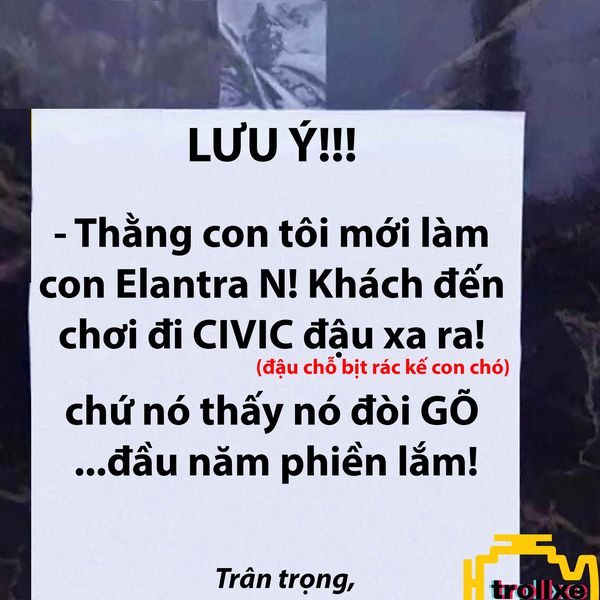 LƯU Ý!!!
- Thằng con tôi mới làm
con Elantra N! Khách đến
chơi đi CIVIC đậu xa ra!
(đậu chỗ bịt rác kế con chó)
chứ nó thấy nó đòi GÕ
...đầu năm phiền lắm!
Trân trọng,
trollxe